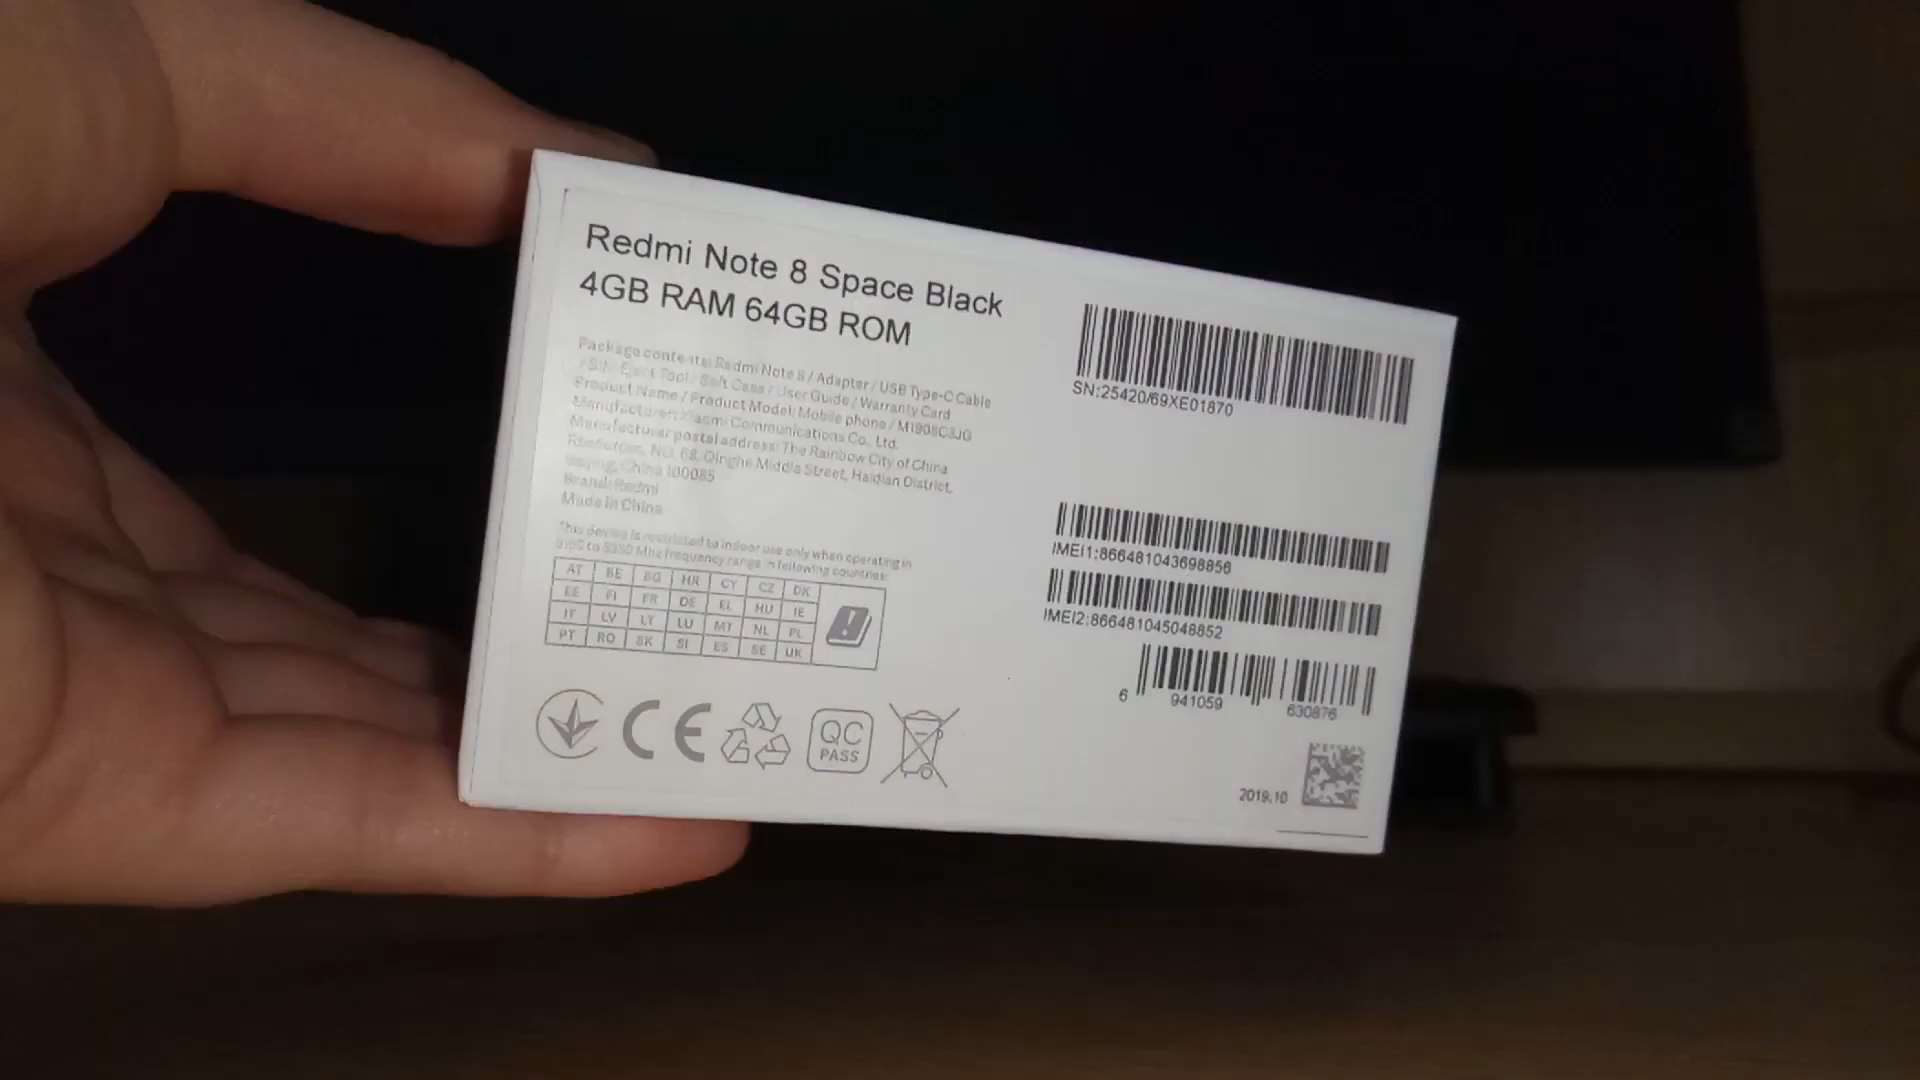 Redmi Note 8 Space Black
4GB RAM 64GB ROM
Package contents: Redmi Note 8 / Adapter / USB Type-C Cable
/ SIM Eject Tool / Soft Case / User Guide / Warranty Card
Product Name / Product Model: Mobile phone / M1908C3JG
Manufacturer: Xiaomi Communications Co., Ltd.
Manufacturer postal address: The Rainbow City of China
Resources, NO. 68, Qinghe Middle Street, Haidian District,
Beijing, China 100085
Brand: Redmi
Made in China
This device is restricted to indoor use only when operating in
5150 to 5350 Mhz frequency range in following countries:
AT BE BG HR CY CZ DK
EE FI FR DE EL HU IE
IT LV LT LU MT NL PL
PT RO SK SI ES SE UK
CE
QC
PASS
SN:25420/69XE01870
IMEI1:866481043698856
IMEI2:866481045048852
6 941059 630876
2019.10